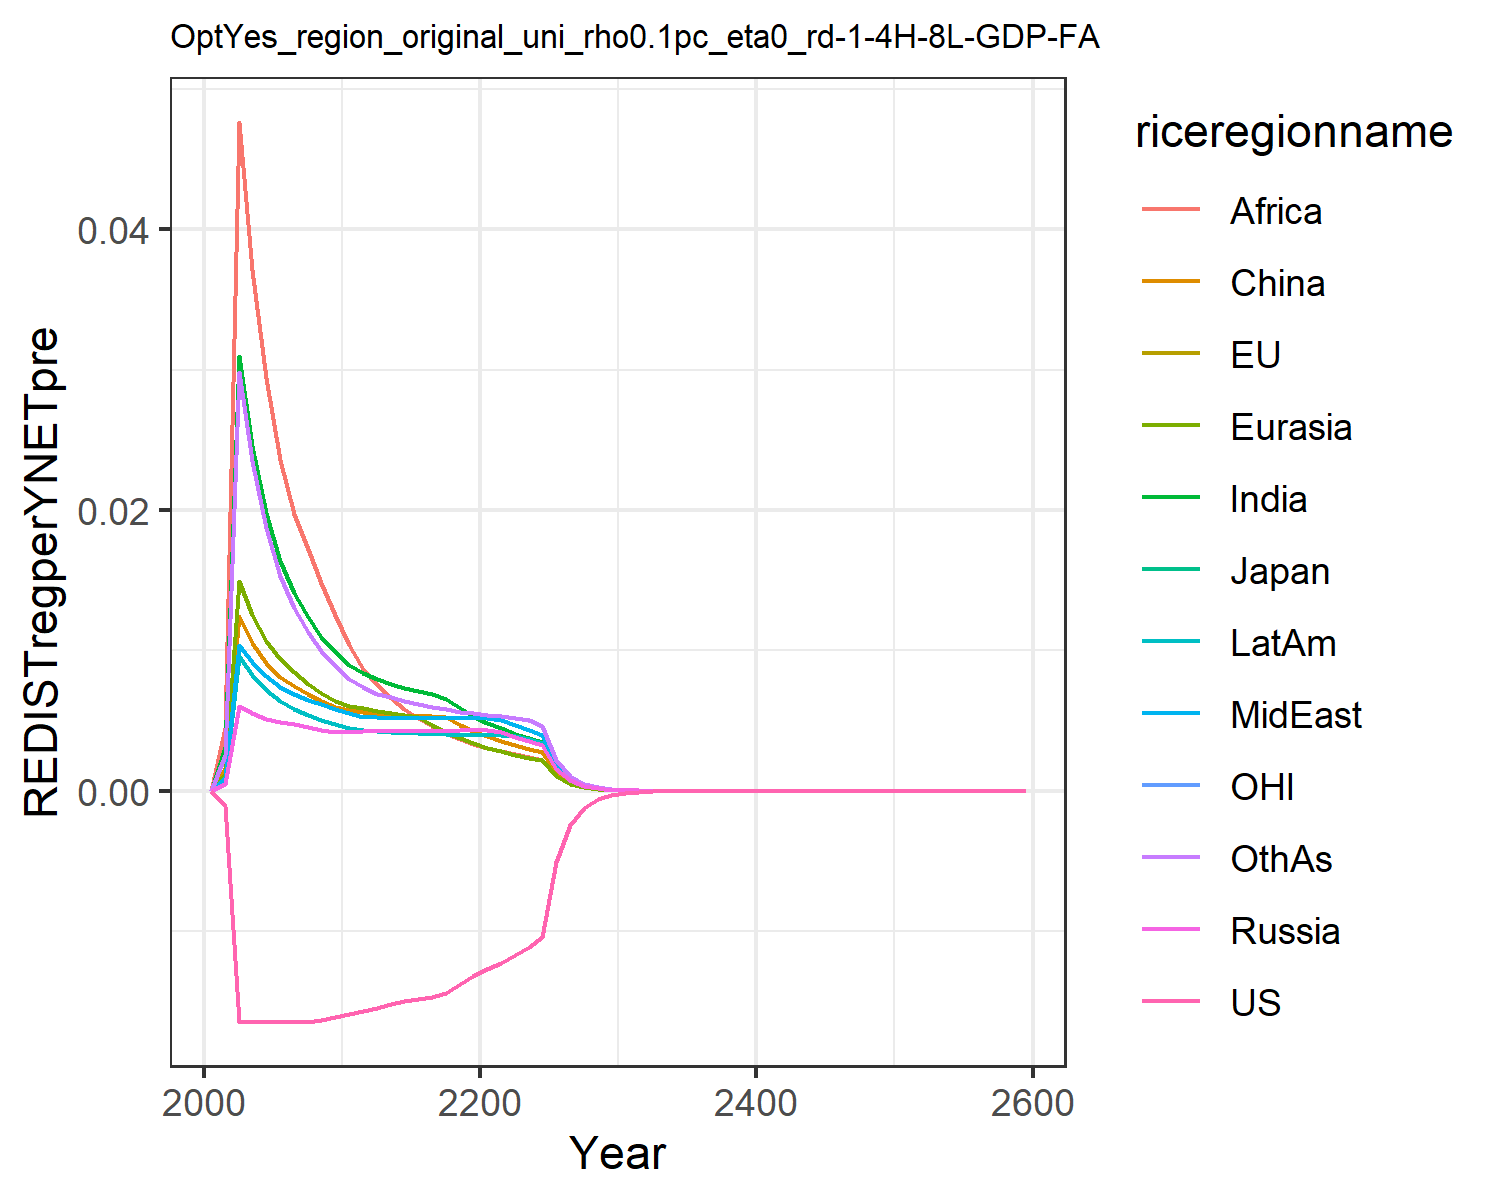 OptYes_region_original_uni_rho0.1pc_eta0_rd-1-4H-8L-GDP-FA
REDISTregperYNETpre
0.04
0.02
0.00
2000
2200
2400
2600
Year
riceregionname
Africa
China
EU
Eurasia
India
Japan
LatAm
MidEast
OHI
OthAs
Russia
US